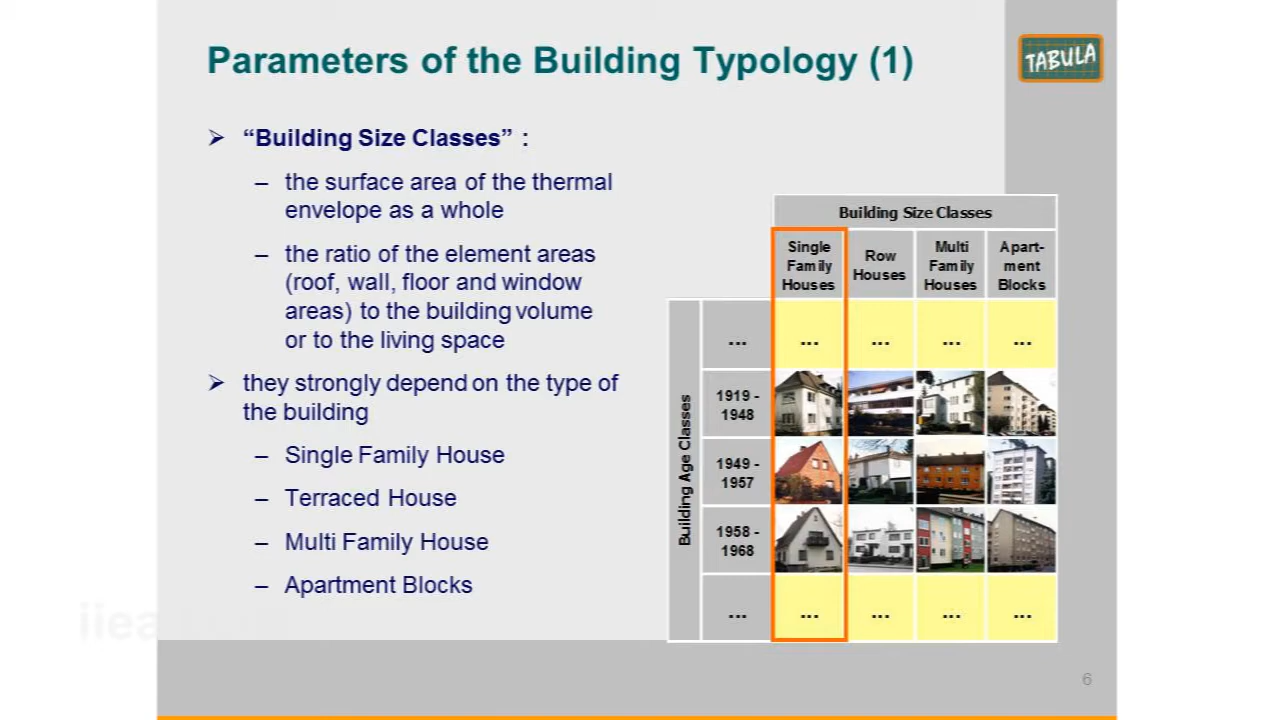 Parameters of the Building Typology (1)
TABULA
➢ “Building Size Classes” :
– the surface area of the thermal
envelope as a whole
– the ratio of the element areas
(roof, wall, floor and window
areas) to the building volume
or to the living space
➢ they strongly depend on the type of
the building
– Single Family House
– Terraced House
– Multi Family House
– Apartment Blocks
Building Size Classes
Single
Family
Houses
Row
Houses
Multi
Family
Houses
Apart-
ment
Blocks
Building Age Classes
... ... ... ... ...
1919 -
1948
1949 -
1957
1958 -
1968
... ... ... ... ...
6